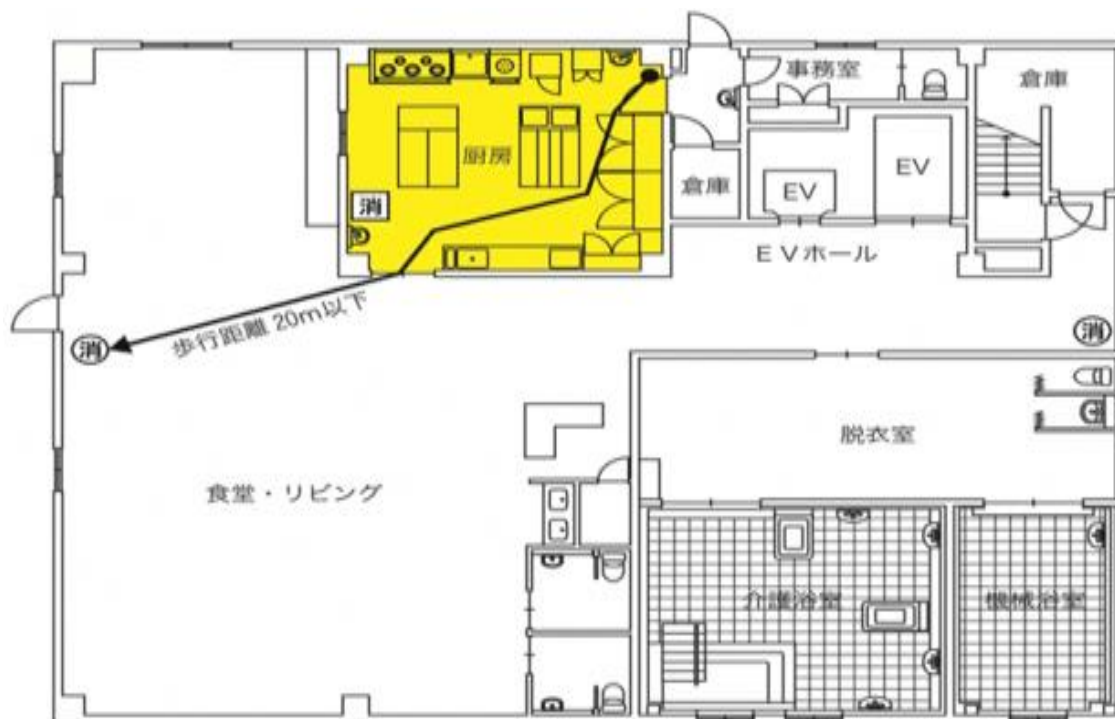 事務室
倉庫
厨房
EV
倉庫
EV
消
EVホール
歩行距離 20m以下
消
消
脱衣室
食堂・リビング
介護浴室
機械浴室